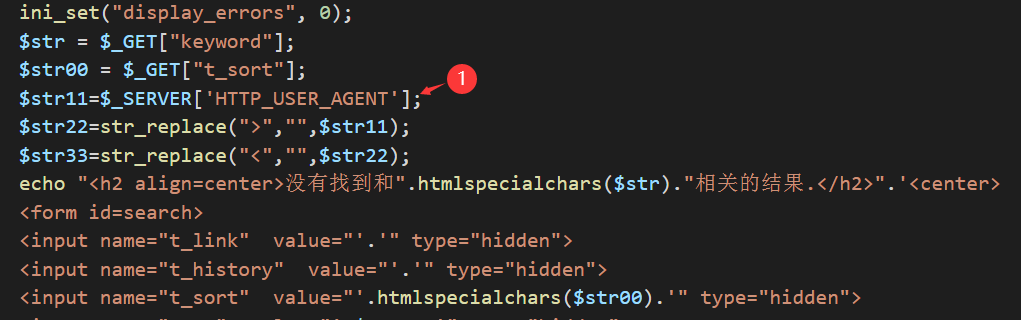 ini_set("display_errors", 0);
$str = $_GET["keyword"];
$str00 = $_GET["t_sort"];
$str11=$_SERVER['HTTP_USER_AGENT'];
1
$str22=str_replace(">","",$str11);
$str33=str_replace("<","",$str22);
echo "<h2 align=center>没有找到和".htmlspecialchars($str)."相关的结果.</h2>".'<center>
<form id=search>
<input name="t_link"  value="'.'" type="hidden">
<input name="t_history"  value="'.'" type="hidden">
<input name="t_sort"  value="'.htmlspecialchars($str00).'" type="hidden">